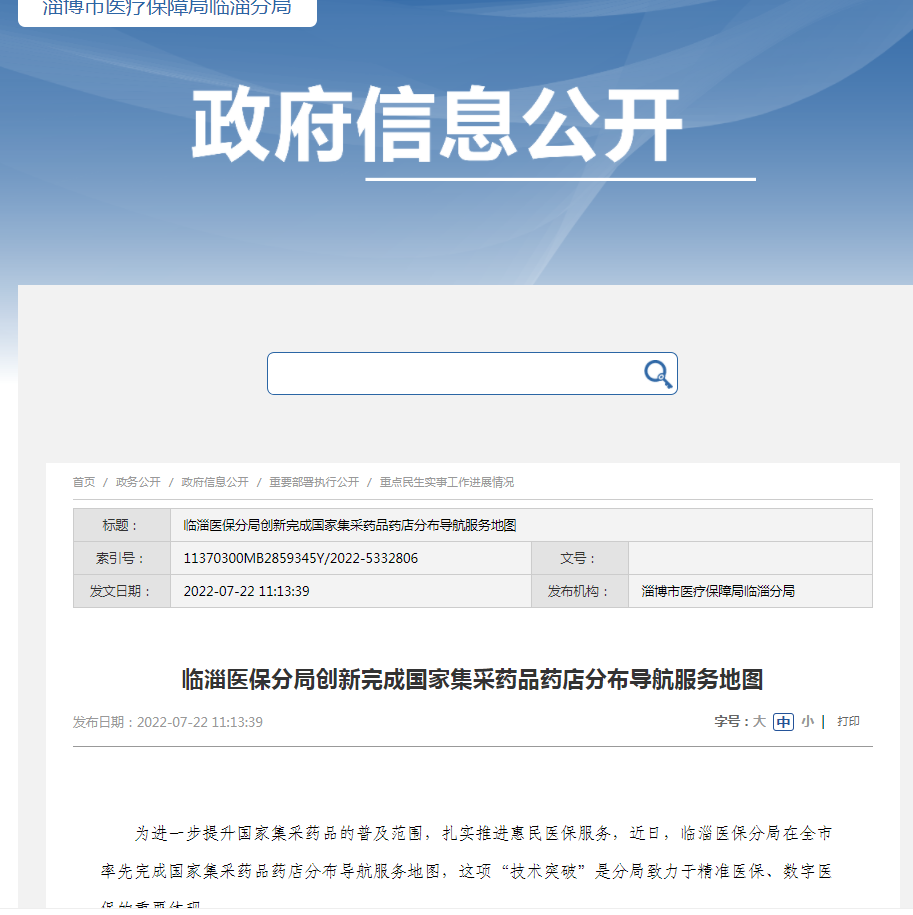 淄博市医疗保障局临淄分局
政府信息公开
首页 / 政务公开 / 政府信息公开 / 重要部署执行公开 / 重点民生实事工作进展情况
标题： 临淄医保分局创新完成国家集采药品药店分布导航服务地图
索引号： 11370300MB2859345Y/2022-5332806 文号：
发文日期： 2022-07-22 11:13:39 发布机构： 淄博市医疗保障局临淄分局
临淄医保分局创新完成国家集采药品药店分布导航服务地图
发布日期：2022-07-22 11:13:39 字号：大 中 小 | 打印
为进一步提升国家集采药品的普及范围，扎实推进惠民医保服务，近日，临淄医保分局在全市
率先完成国家集采药品药店分布导航服务地图，这项“技术突破”是分局致力于精准医保、数字医
保的重要体现